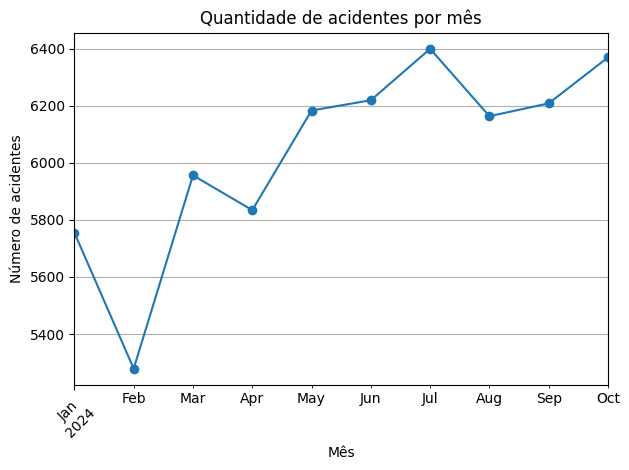 Quantidade de acidentes por mês
Número de acidentes
6400
6200
6000
5800
5600
5400
Jan
2024
Feb
Mar
Apr
May
Jun
Jul
Aug
Sep
Oct
Mês